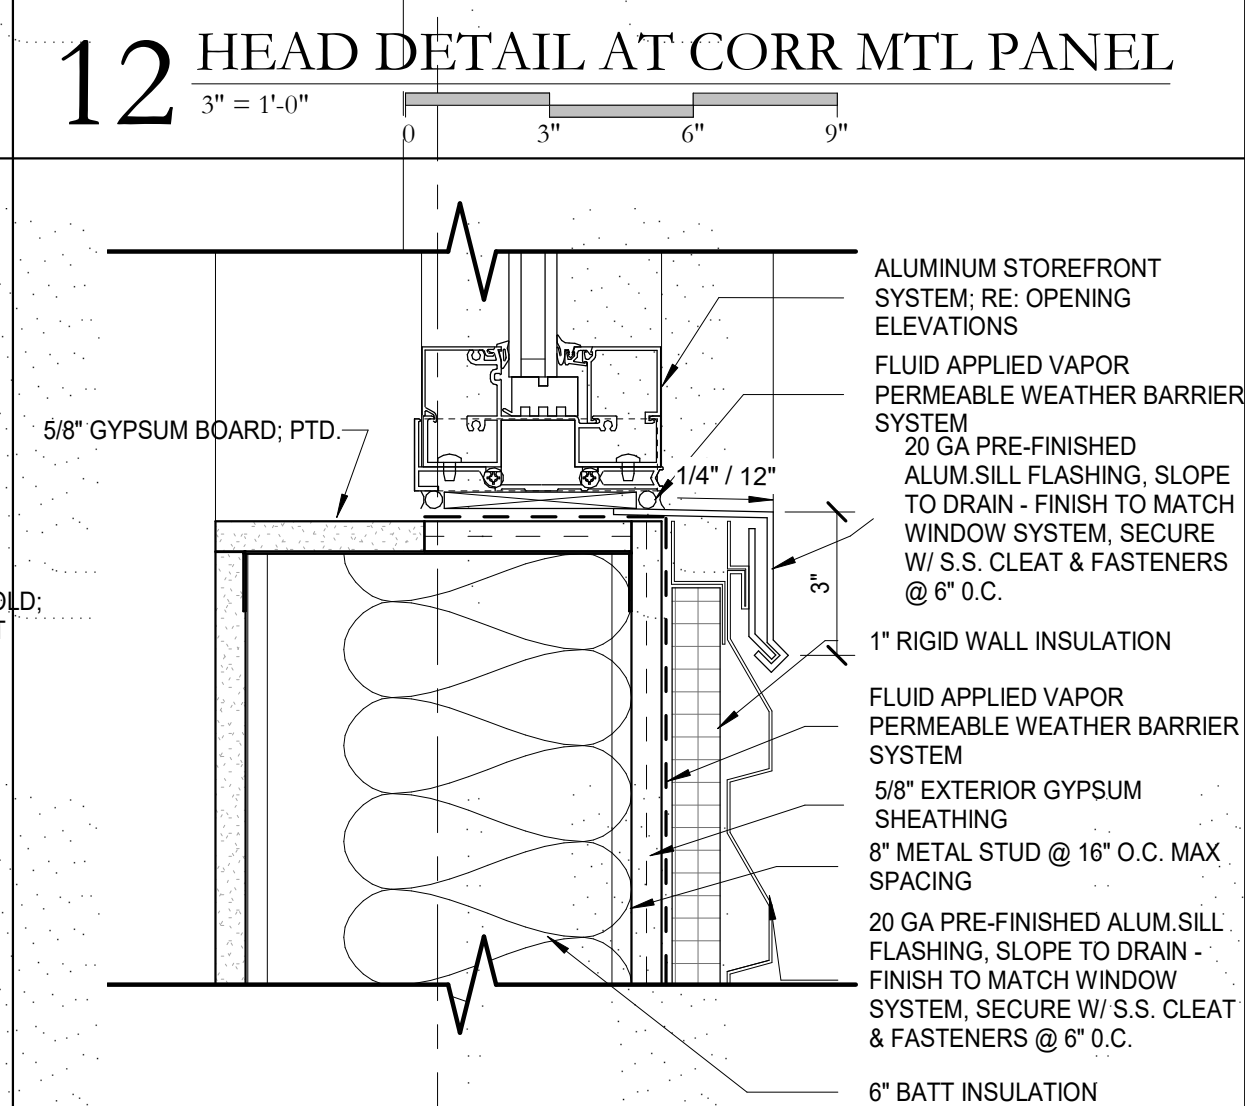 12 HEAD DETAIL AT CORR MTL PANEL
3" = 1'-0"
0 3" 6" 9"
ALUMINUM STOREFRONT
SYSTEM; RE: OPENING
ELEVATIONS
FLUID APPLIED VAPOR
PERMEABLE WEATHER BARRIER
SYSTEM
5/8" GYPSUM BOARD; PTD.
20 GA PRE-FINISHED
ALUM.SILL FLASHING, SLOPE
TO DRAIN - FINISH TO MATCH
WINDOW SYSTEM, SECURE
W/ S.S. CLEAT & FASTENERS
@ 6" 0.C.
1/4" / 12"
3"
1" RIGID WALL INSULATION
FLUID APPLIED VAPOR
PERMEABLE WEATHER BARRIER
SYSTEM
5/8" EXTERIOR GYPSUM
SHEATHING
8" METAL STUD @ 16" O.C. MAX
SPACING
20 GA PRE-FINISHED ALUM.SILL
FLASHING, SLOPE TO DRAIN -
FINISH TO MATCH WINDOW
SYSTEM, SECURE W/ S.S. CLEAT
& FASTENERS @ 6" 0.C.
6" BATT INSULATION